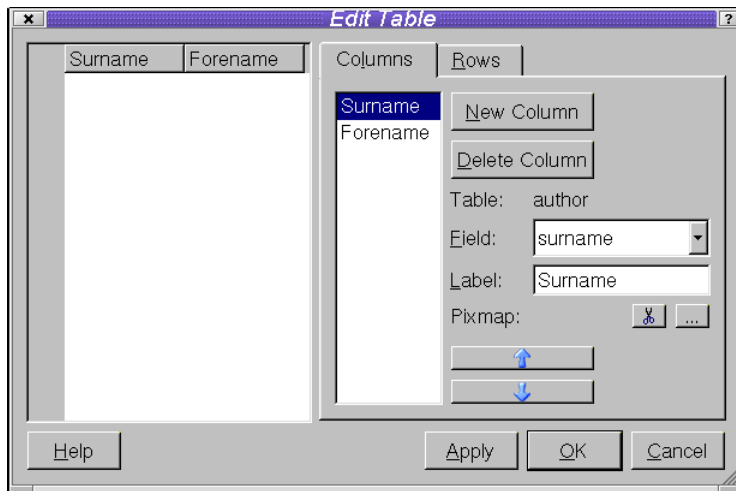 Edit Table
?
Surname Forename
Columns Rows
Surname
Forename
New Column
Delete Column
Table: author
Field: surname
Label: Surname
Pixmap: ...
Help Apply OK Cancel